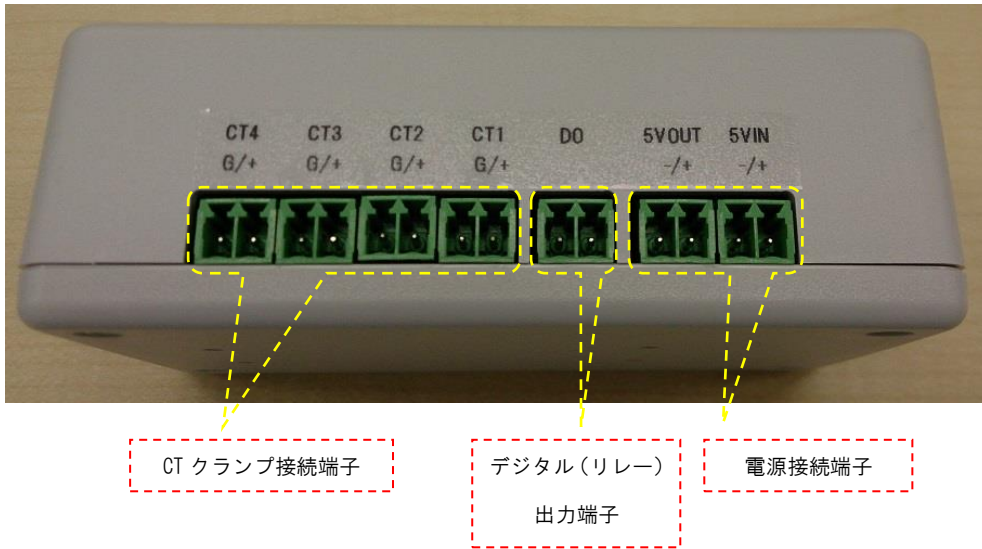 CT4 CT3 CT2 CT1 DO 5VOUT 5VIN
G/+ G/+ G/+ G/+ -/+ -/+
CT クランプ接続端子
デジタル(リレー)
出力端子
電源接続端子